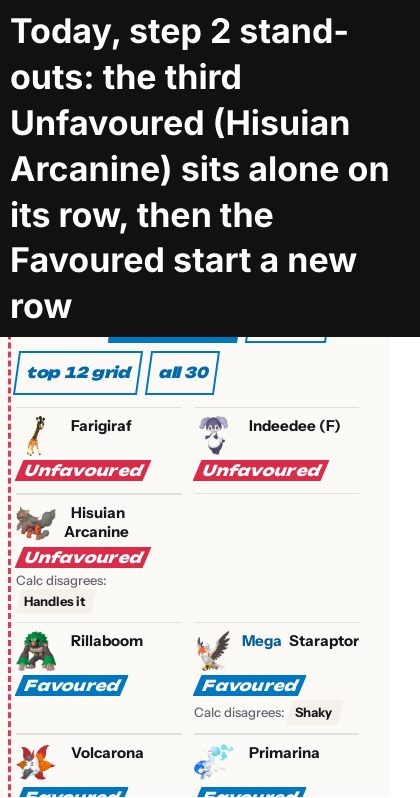 Today, step 2 stand-
outs: the third
Unfavoured (Hisuian
Arcanine) sits alone on
its row, then the
Favoured start a new
row
top 12 grid
all 30
Farigiraf
Indeedee (F)
Unfavoured
Unfavoured
Hisuian
Arcanine
Unfavoured
Calc disagrees:
Handles it
Rillaboom
Mega Staraptor
Favoured
Favoured
Calc disagrees: Shaky
Volcarona
Primarina
Favoured
Favoured